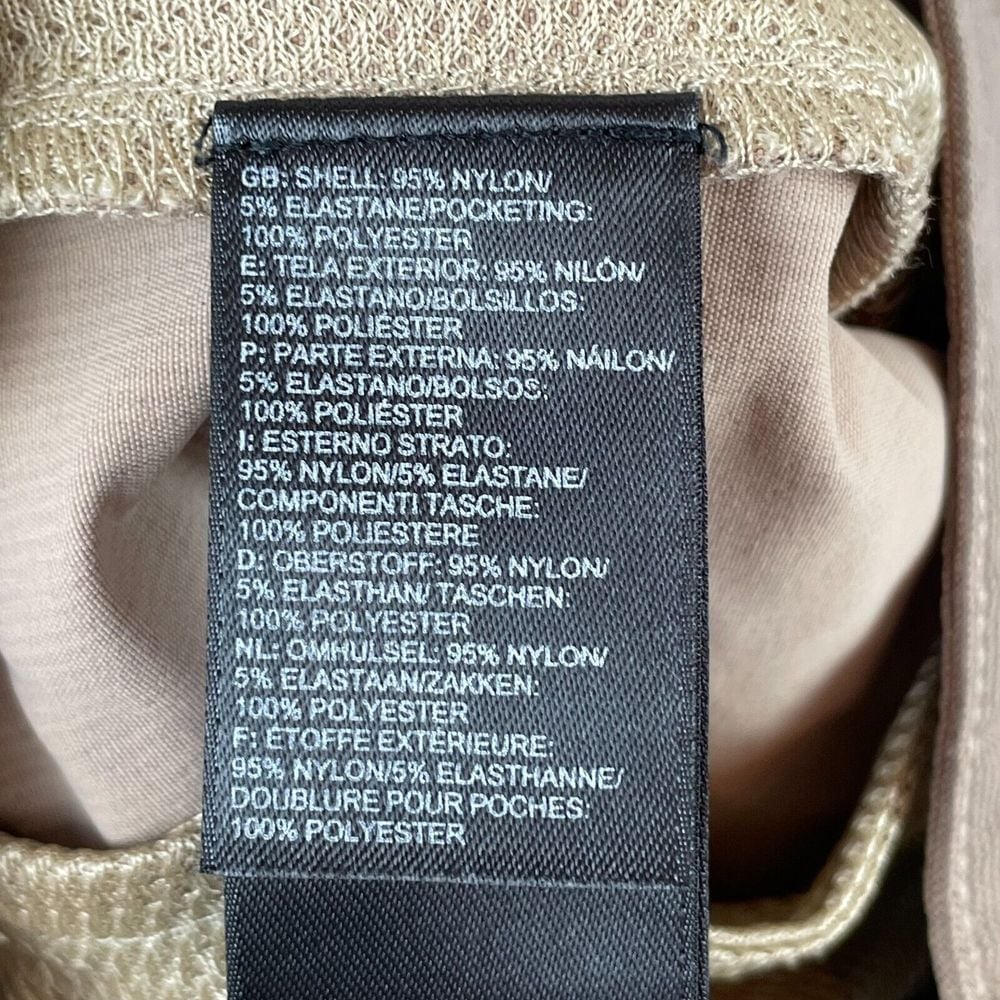 GB: SHELL: 95% NYLON/
5% ELASTANE/POCKETING:
100% POLYESTER
E: TELA EXTERIOR: 95% NILÓN/
5% ELASTANO/BOLSILLOS:
100% POLIÉSTER
P: PARTE EXTERNA: 95% NÁILON/
5% ELASTANO/BOLSOS:
100% POLIÉSTER
I: ESTERNO STRATO:
95% NYLON/5% ELASTANE/
COMPONENTI TASCHE:
100% POLIESTERE
D: OBERSTOFF: 95% NYLON/
5% ELASTHAN/ TASCHEN:
100% POLYESTER
NL: OMHULSEL: 95% NYLON/
5% ELASTAAN/ZAKKEN:
100% POLYESTER
F: ÉTOFFE EXTÉRIEURE:
95% NYLON/5% ELASTHANNE/
DOUBLURE POUR POCHES:
100% POLYESTER